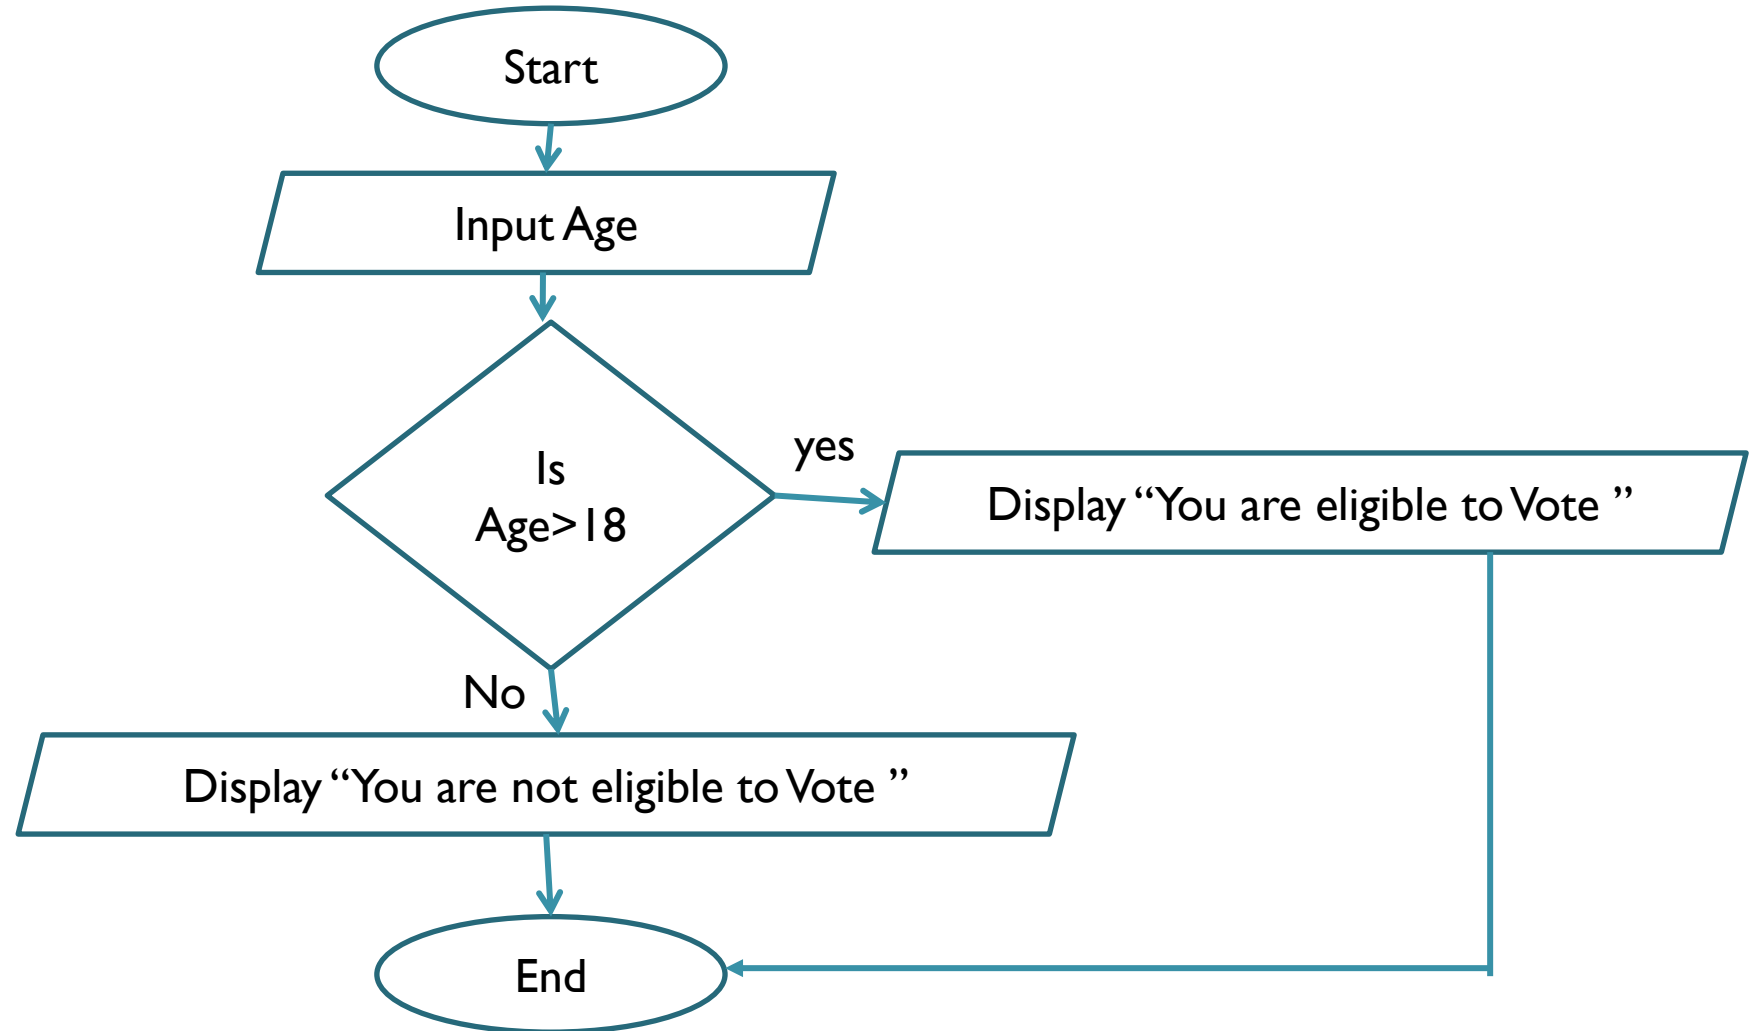 Start
Input Age
Is
Age>18
yes
Display “You are eligible to Vote ”
No
Display “You are not eligible to Vote ”
End